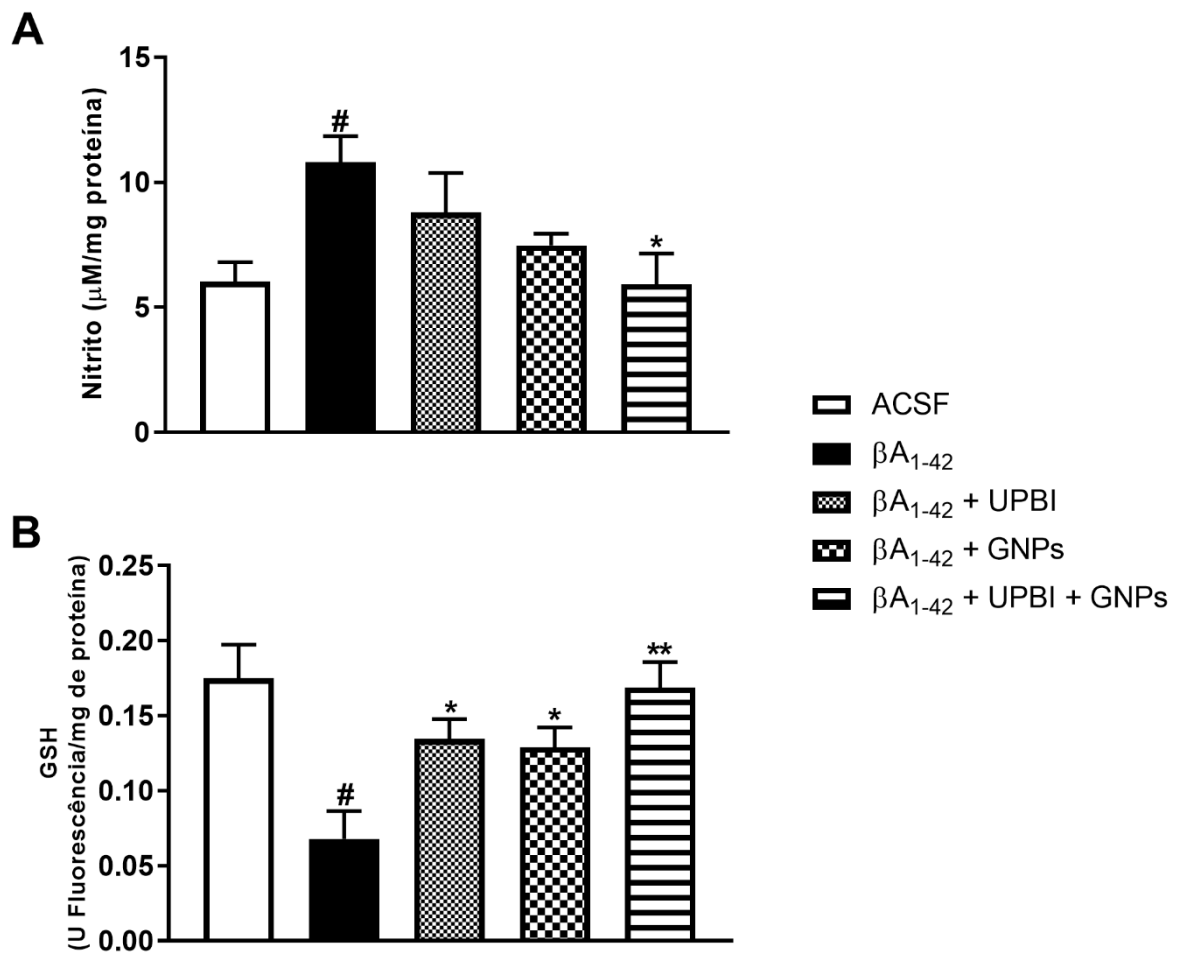 A
Nitrito (μM/mg proteína)
15
10
5
0
#
*
B
GSH
(U Fluorescência/mg de proteína)
0.25
0.20
0.15
0.10
0.05
0.00
#
*
*
**
ACSF
βA1-42
βA1-42 + UPBI
βA1-42 + GNPs
βA1-42 + UPBI + GNPs